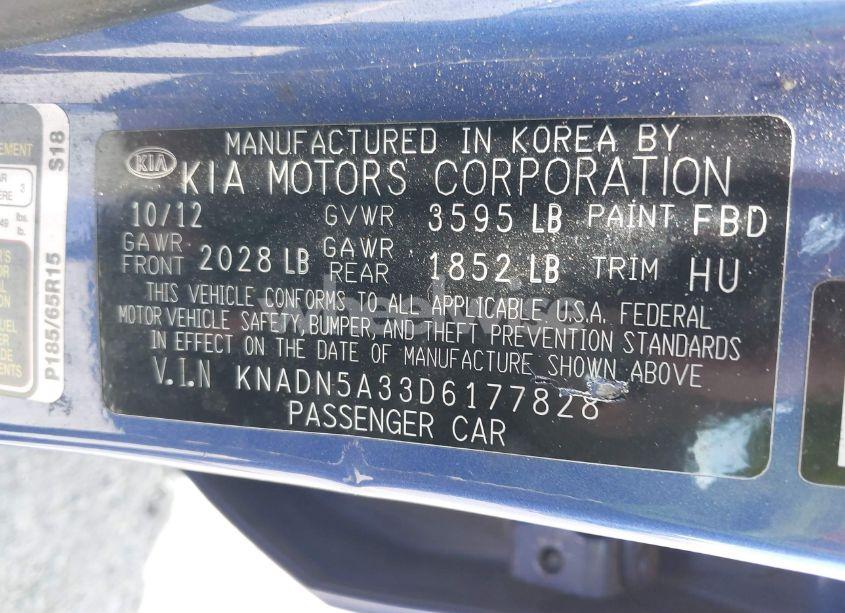 MANUFACTURED IN KOREA BY
KIA KIA MOTORS CORPORATION
10/12 GVWR 3595 LB PAINT FBD
GAWR FRONT 2028 LB GAWR REAR 1852 LB TRIM HU
THIS VEHICLE CONFORMS TO ALL APPLICABLE U.S.A. FEDERAL
MOTOR VEHICLE SAFETY, BUMPER, AND THEFT PREVENTION STANDARDS
IN EFFECT ON THE DATE OF MANUFACTURE SHOWN ABOVE
V.I.N KNADN5A33D6177828
PASSENGER CAR
P185/65R15 S18
wheelwise